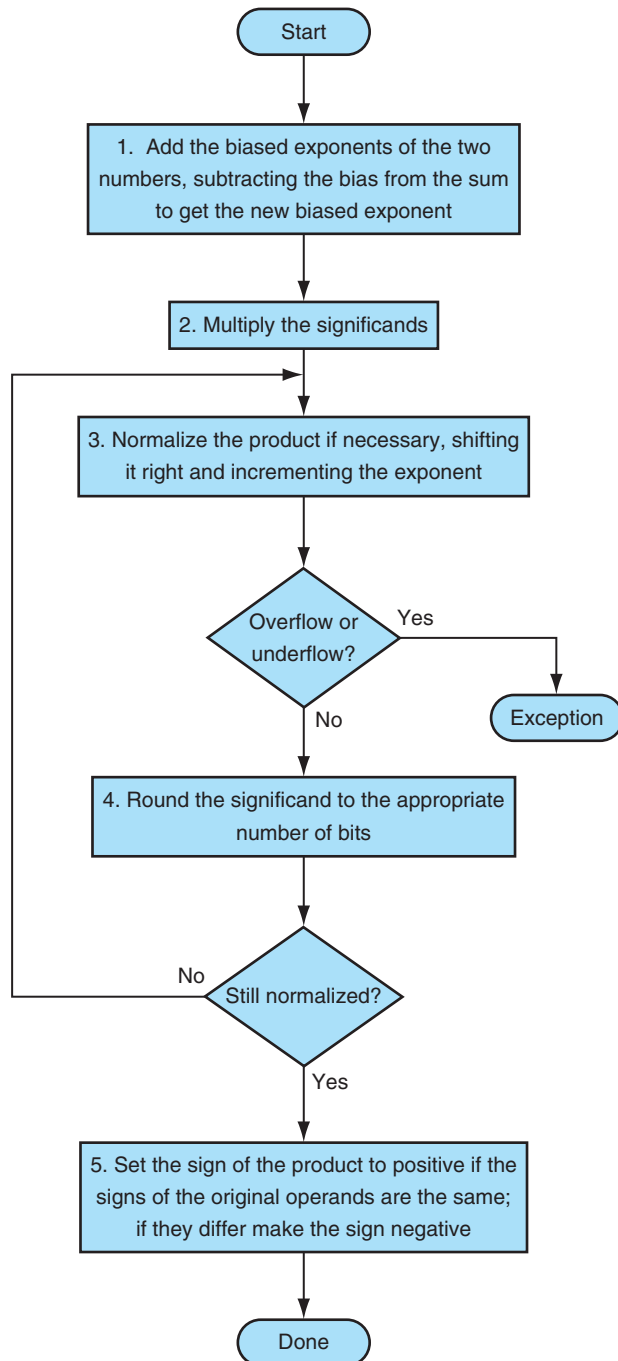 Start
1. Add the biased exponents of the two
numbers, subtracting the bias from the sum
to get the new biased exponent
2. Multiply the significands
3. Normalize the product if necessary, shifting
it right and incrementing the exponent
Overflow or
underflow?
Yes
No
Exception
4. Round the significand to the appropriate
number of bits
No
Still normalized?
Yes
5. Set the sign of the product to positive if the
signs of the original operands are the same;
if they differ make the sign negative
Done